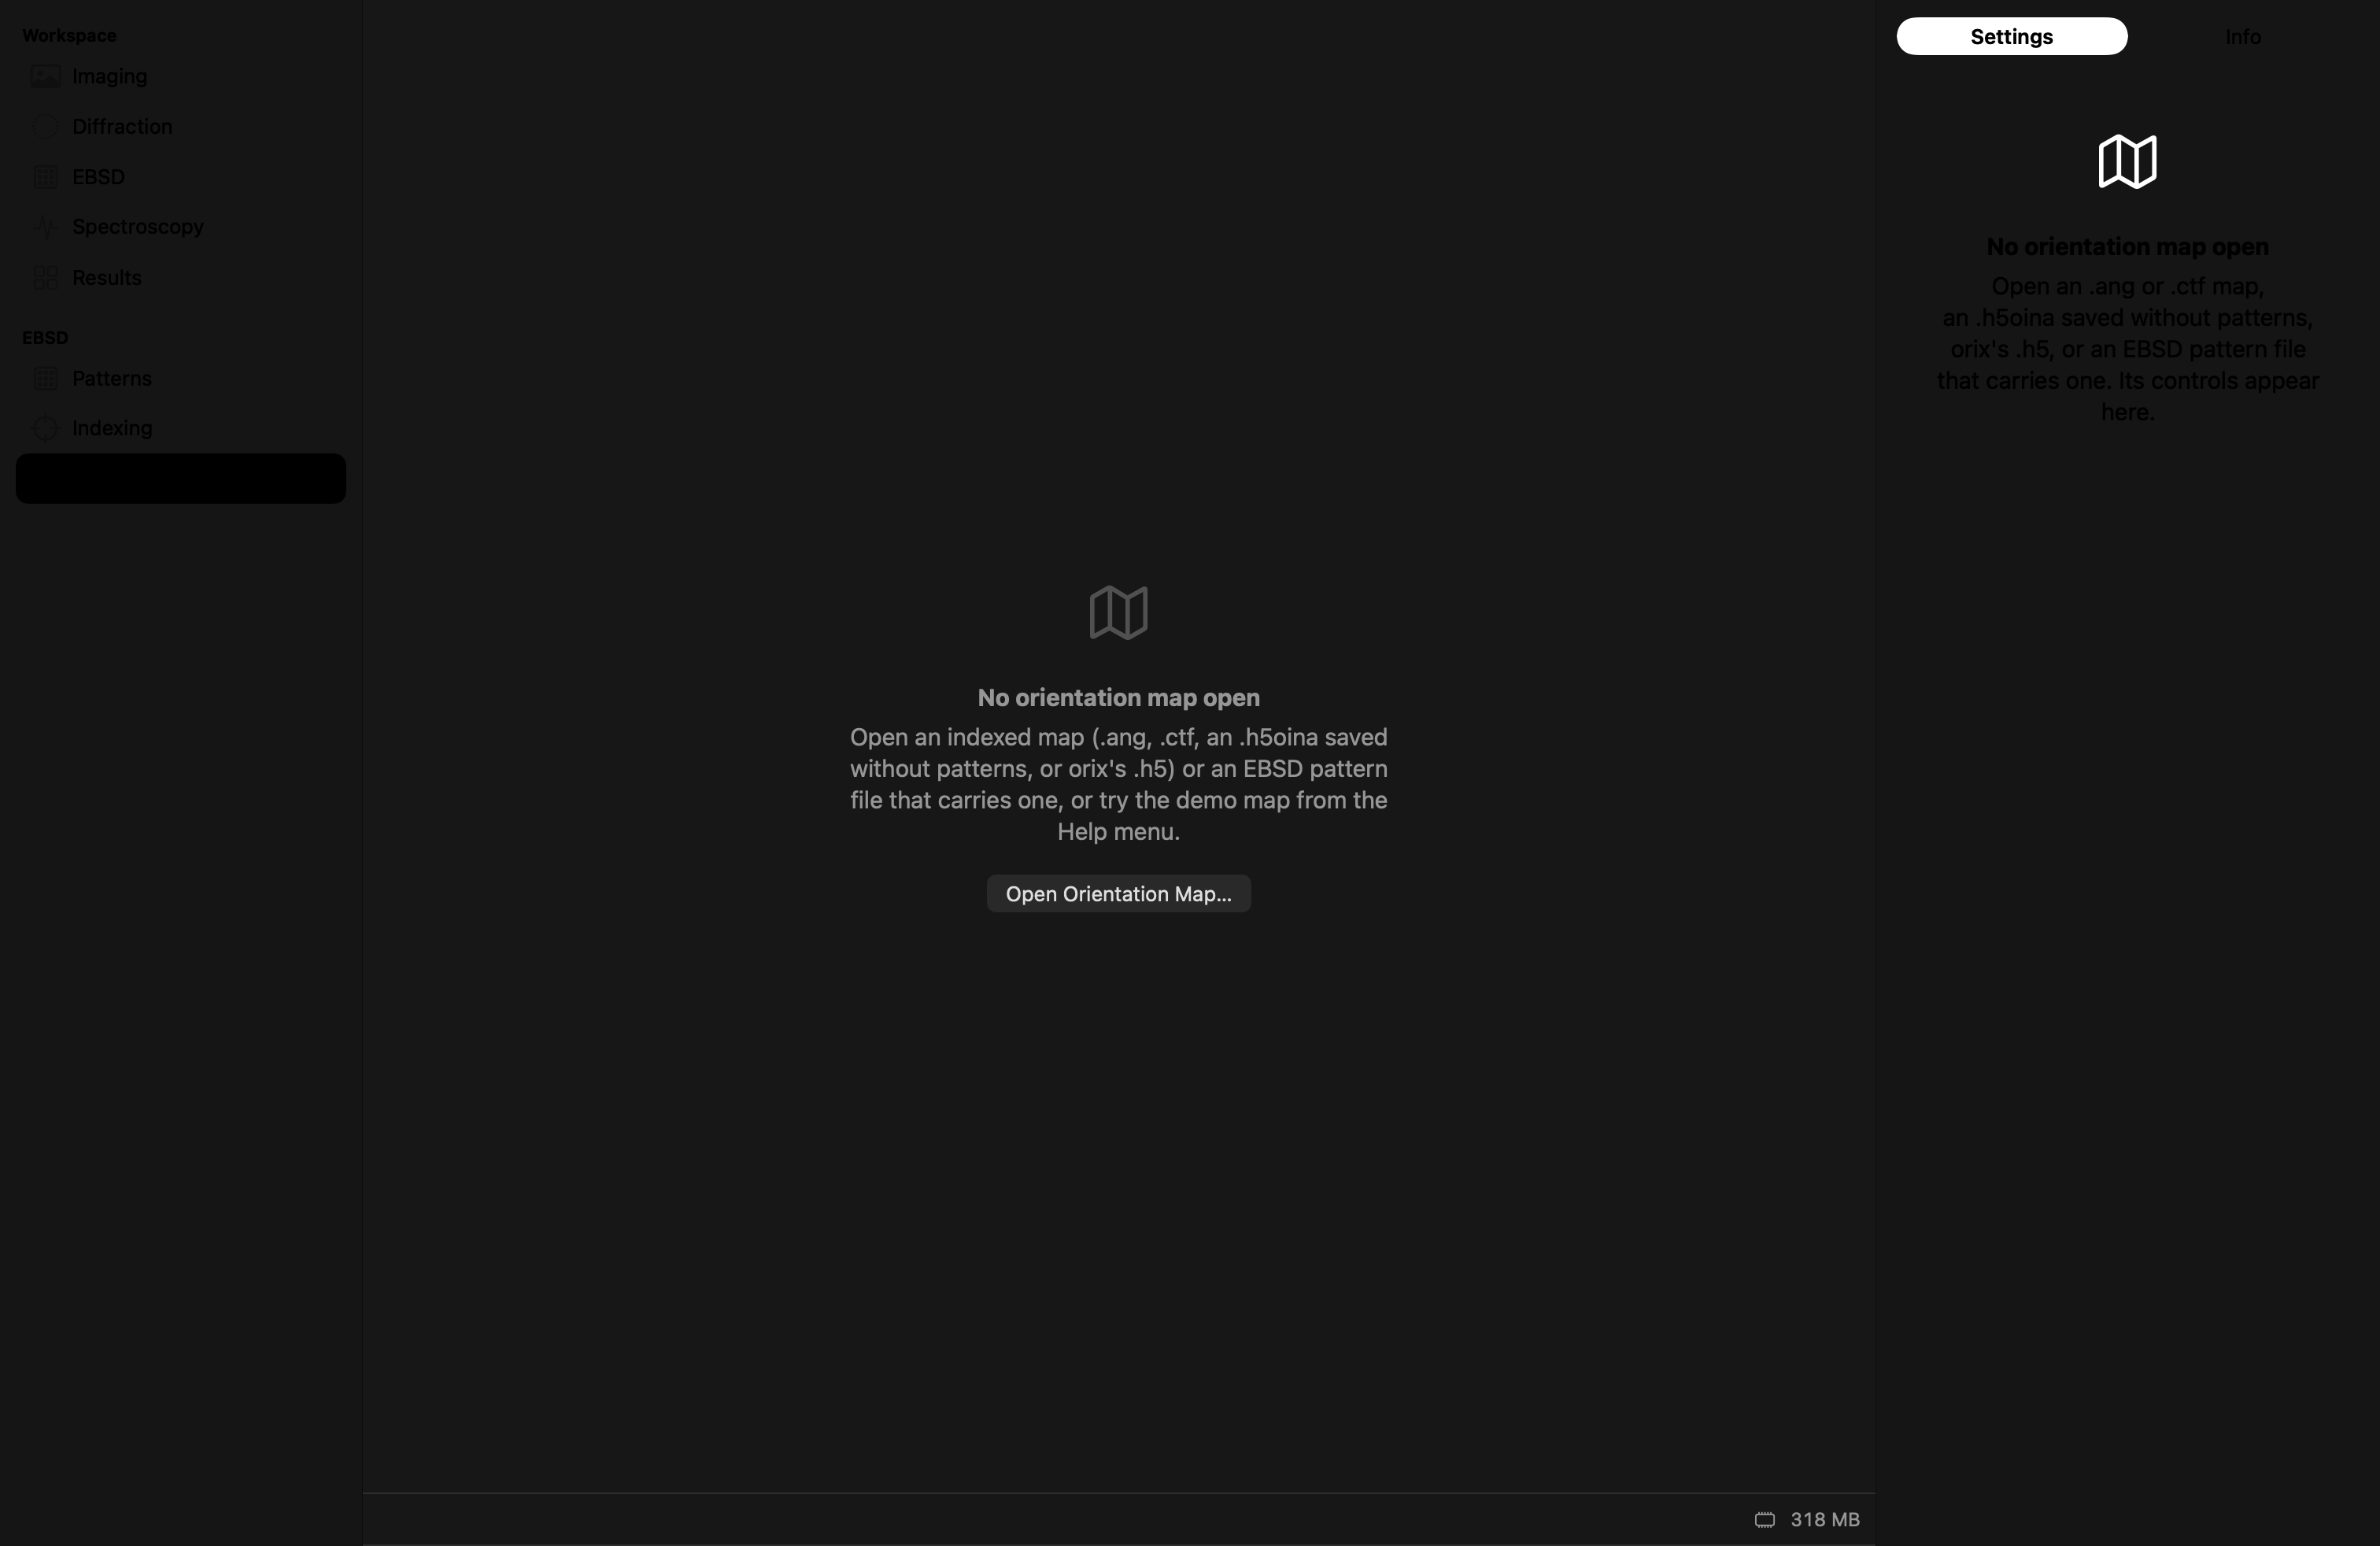 Workspace
Imaging
Diffraction
EBSD
Spectroscopy
Results
EBSD
Patterns
Indexing
No orientation map open
Open an indexed map (.ang, .ctf, an .h5oina saved
without patterns, or orix's .h5) or an EBSD pattern
file that carries one, or try the demo map from the
Help menu.
Open Orientation Map...
318 MB
Settings
Info
No orientation map open
Open an .ang or .ctf map,
an .h5oina saved without patterns,
orix's .h5, or an EBSD pattern file
that carries one. Its controls appear
here.